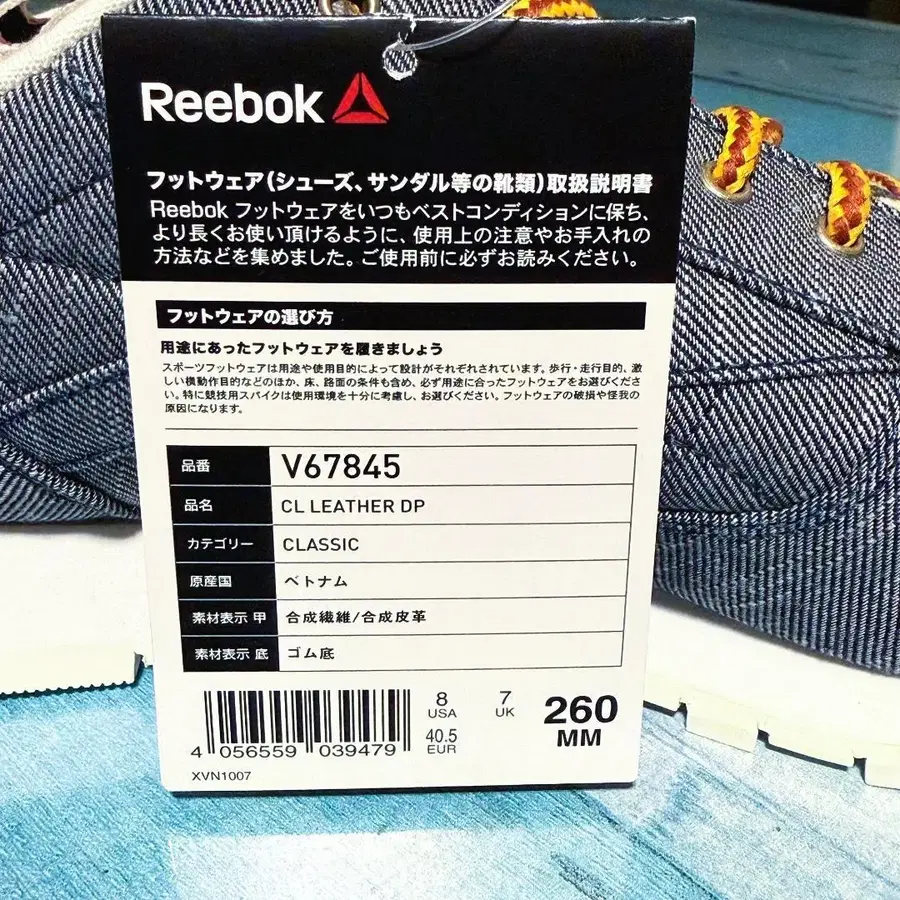 Reebok
フットウェア(シューズ、サンダル等の靴類)取扱説明書
Reebok フットウェアをいつもベストコンディションに保ち、
より長くお使い頂けるように、使用上の注意やお手入れの
方法などを集めました。ご使用前に必ずお読みください。
フットウェアの選び方
用途にあったフットウェアを履きましょう
スポーツフットウェアは用途や使用目的によって設計がそれぞれされています。歩行・走行目的、激
しい横動作目的などのほか、床、路面の条件も含め、必ず用途に合ったフットウェアをお選びくださ
い。特に競技用スパイクは使用環境を十分に考慮し、お選びください。フットウェアの破損や怪我の
原因になります。
品番 V67845
品名 CL LEATHER DP
カテゴリー CLASSIC
原産国 ベトナム
素材表示 甲 合成繊維/合成皮革
素材表示 底 ゴム底
8 USA 7 UK 260 MM
40.5 EUR
4 056559 039479
XVN1007